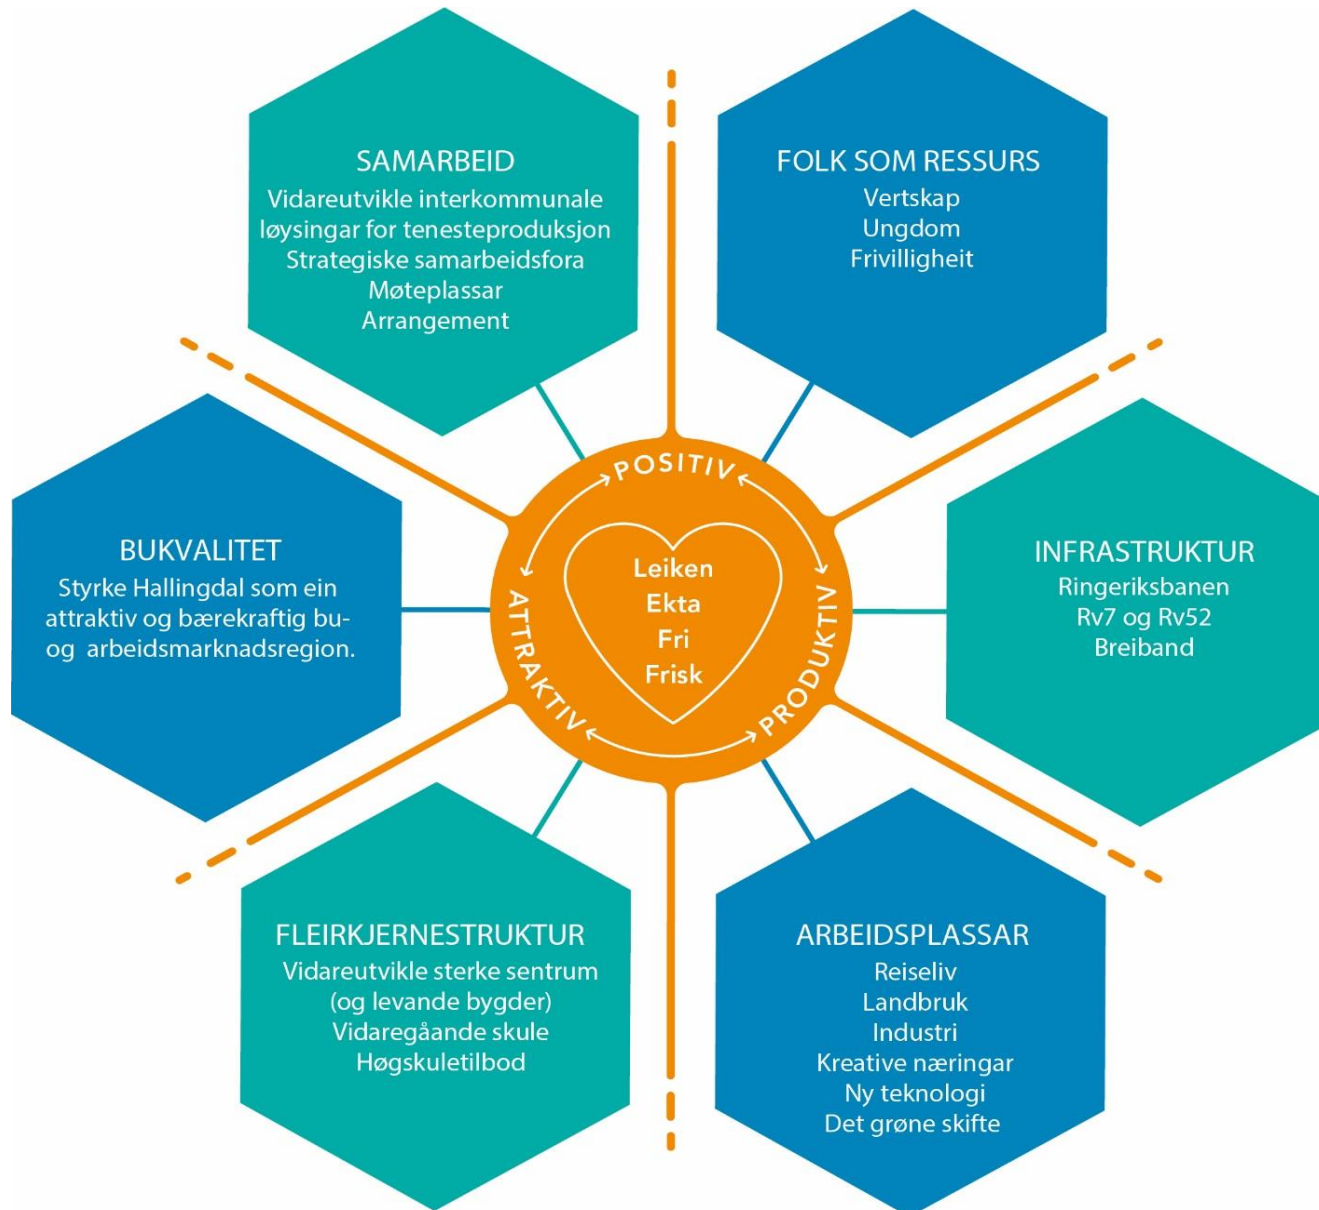 SAMARBEID
Vidareutvikle interkommunale
løysingar for tenesteproduksjon
Strategiske samarbeidsfora
Møteplassar
Arrangement
FOLK SOM RESSURS
Vertskap
Ungdom
Frivilligheit
BUKVALITET
Styrke Hallingdal som ein
attraktiv og bærekraftig bu-
og arbeidsmarknadsregion.
POSITIV
ATTRAKTIV
PRODUKTIV
Leiken
Ekta
Fri
Frisk
INFRASTRUKTUR
Ringeriksbanen
Rv7 og Rv52
Breiband
FLEIRKJERNESTRUKTUR
Vidareutvikle sterke sentrum
(og levande bygder)
Vidaregåande skule
Høgskuletilbod
ARBEIDSPLASSAR
Reiseliv
Landbruk
Industri
Kreative næringar
Ny teknologi
Det grøne skifte